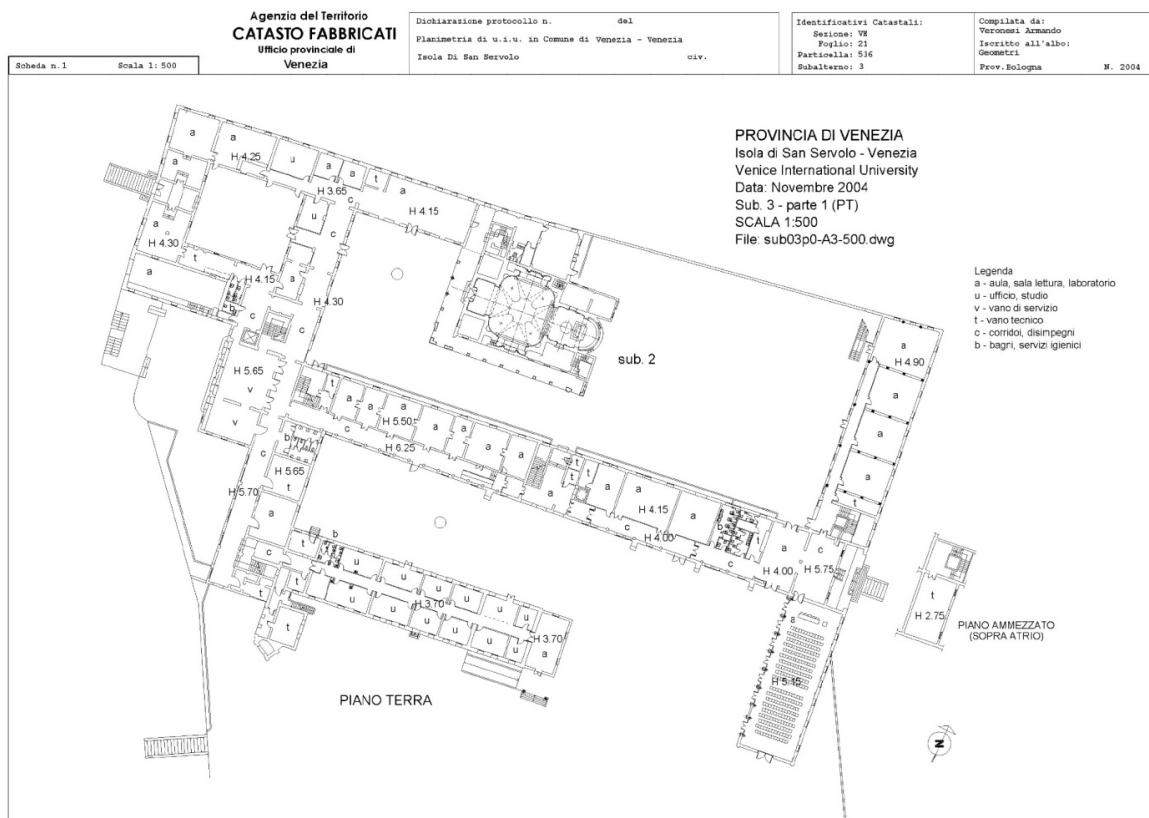 Agenzia del Territorio
CATASTO FABBRICATI
Ufficio provinciale di
Venezia
Scheda n.1 Scala 1:500
Dichiarazione protocollo n. del
Planimetria di u.i.u. in Comune di Venezia - Venezia
Isola Di San Servolo civ.
Identificativi Catastali:
Sezione: VE
Foglio: 21
Particella: 536
Subalterno: 3
Compilata da:
Veronesi Armando
Iscritto all'albo:
Geometri
Prov.Bologna N. 2004
PROVINCIA DI VENEZIA
Isola di San Servolo - Venezia
Venice International University
Data: Novembre 2004
Sub. 3 - parte 1 (PT)
SCALA 1:500
File: sub03p0-A3-500.dwg
Legenda
a - aula, sala lettura, laboratorio
u - ufficio, studio
v - vano di servizio
t - vano tecnico
c - corridoi, disimpegni
b - bagni, servizi igienici
a
a
H 4.25
u
a
a
t
a
H 3.65
c
H 4.15
a
u
c
a
H 4.30
t
H 4.15
a
a
b
c
c
H 4.30
sub. 2
a
H 4.90
a
a
a
t
H 5.65
v
v
t
a
a
a
H 5.50
a
a
a
a
c
H 6.25
b
c
H 5.65
t
H 5.70
a
a
t
t
t
a
a
H 4.15
a
c
H 4.00
b
t
a
c
c
H 4.00
H 5.75
c
t
b
u
u
u
u
u
u
t
t
t
u
u
H 3.70
u
u
u
u
H 3.70
a
a
H 5.15
t
H 2.75
PIANO AMMEZZATO
(SOPRA ATRIO)
PIANO TERRA
N